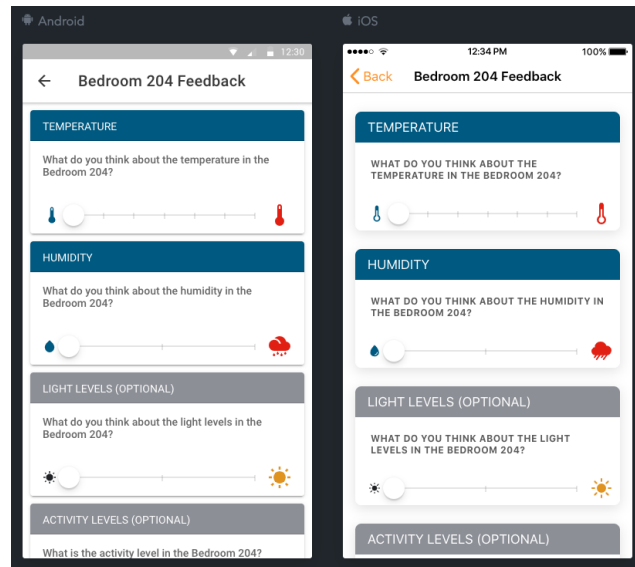 Android
12:30
Bedroom 204 Feedback
TEMPERATURE
What do you think about the temperature in the
Bedroom 204?
HUMIDITY
What do you think about the humidity in the
Bedroom 204?
LIGHT LEVELS (OPTIONAL)
What do you think about the light levels in the
Bedroom 204?
ACTIVITY LEVELS (OPTIONAL)
What is the activity level in the Bedroom 204?
iOS
12:34 PM
100%
Back
Bedroom 204 Feedback
TEMPERATURE
WHAT DO YOU THINK ABOUT THE
TEMPERATURE IN THE BEDROOM 204?
HUMIDITY
WHAT DO YOU THINK ABOUT THE HUMIDITY IN
THE BEDROOM 204?
LIGHT LEVELS (OPTIONAL)
WHAT DO YOU THINK ABOUT THE LIGHT
LEVELS IN THE BEDROOM 204?
ACTIVITY LEVELS (OPTIONAL)